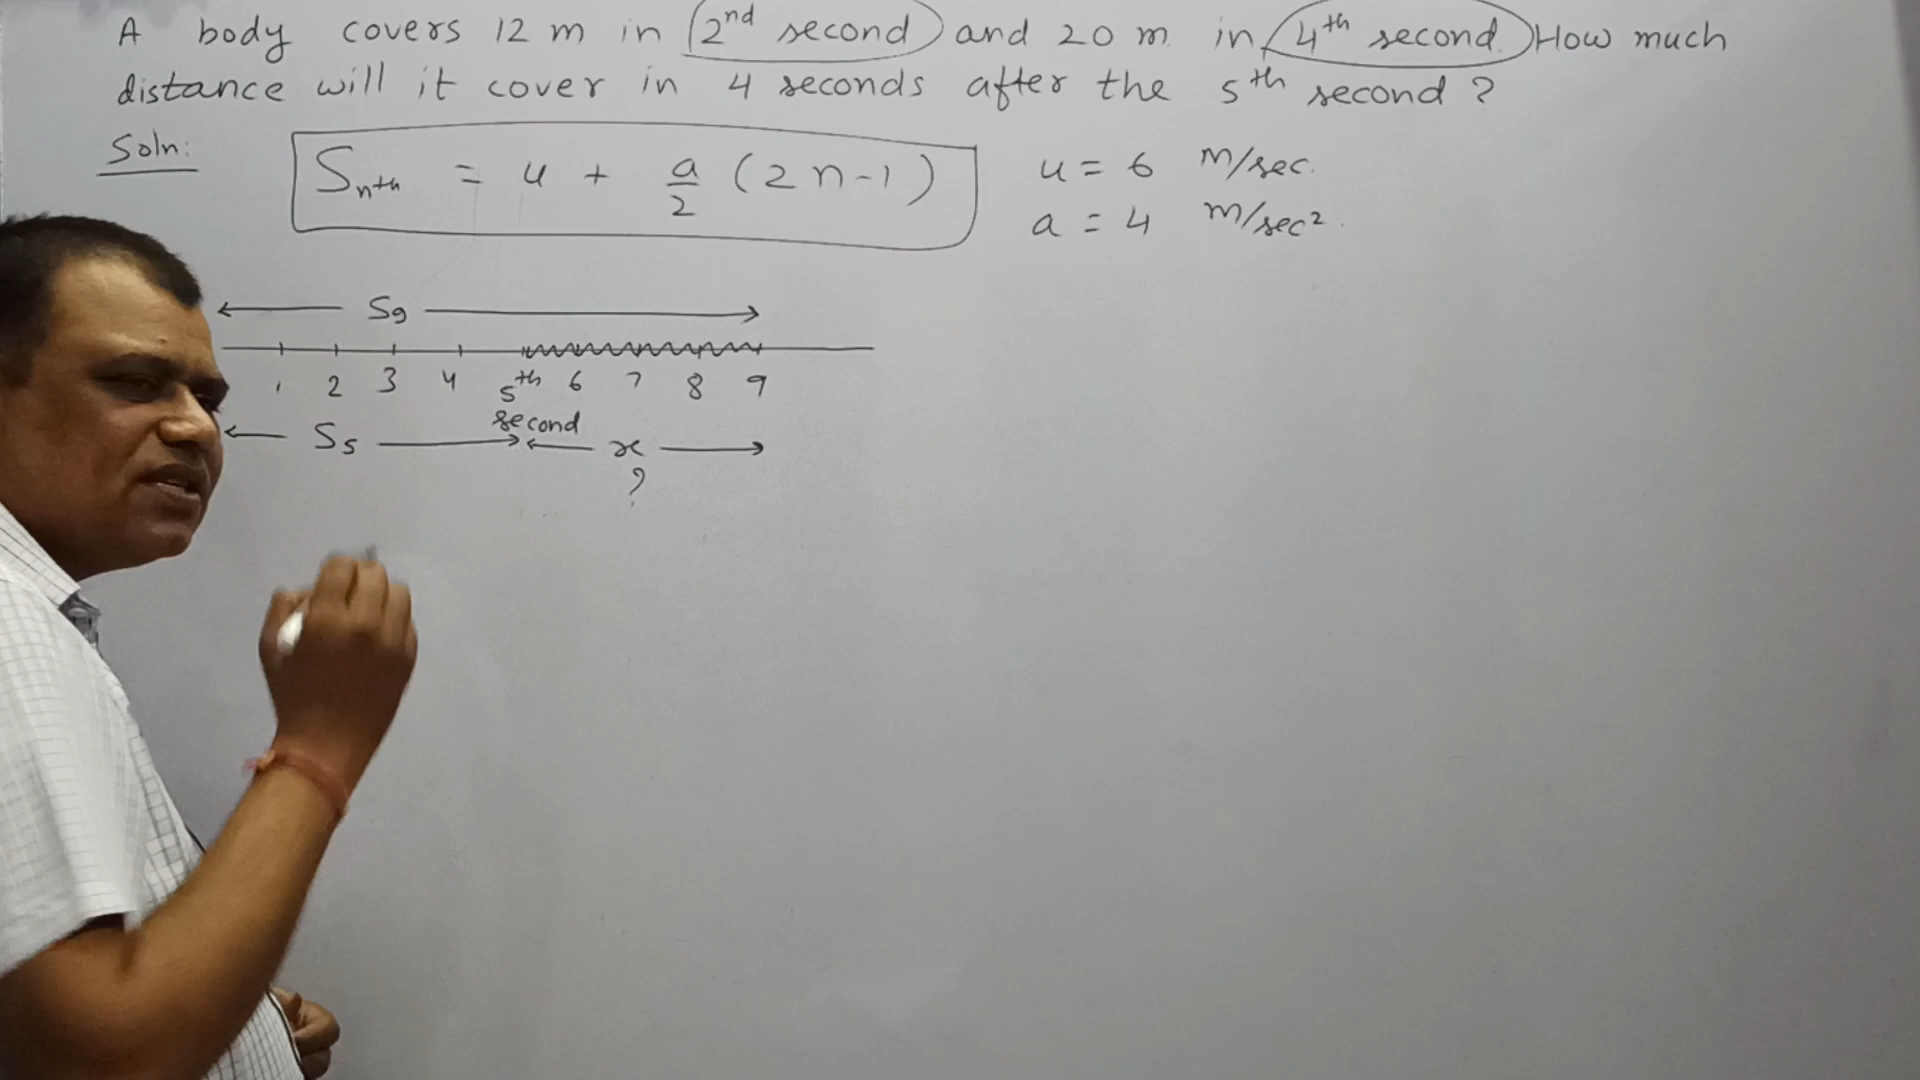 A body covers 12 m in 2nd second and 20 m in 4th second. How much
distance will it cover in 4 seconds after the 5th second ?
Soln:
Snth = u + a/2 (2n-1)
u = 6 m/sec.
a = 4 m/sec².
S9
1 2 3 4 5th 6 7 8 9
second
S5 x
?